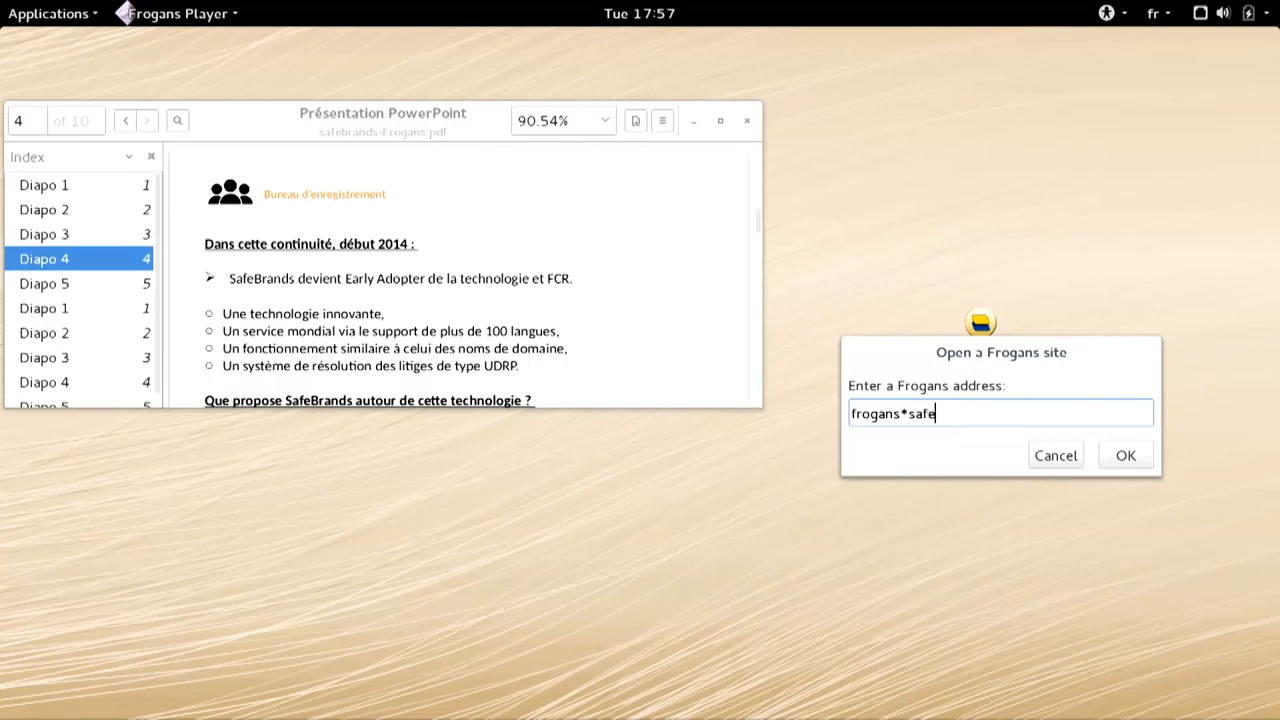 Applications
Frogans Player
Tue 17:57
fr
4
of 10
Présentation PowerPoint
safebrands-Frogans.pdf
90.54%
Index
Diapo 1 1
Diapo 2 2
Diapo 3 3
Diapo 4 4
Diapo 5 5
Diapo 1 1
Diapo 2 2
Diapo 3 3
Diapo 4 4
Diapo 5 5
Bureau d'enregistrement
Dans cette continuité, début 2014 :
➢ SafeBrands devient Early Adopter de la technologie et FCR.
○ Une technologie innovante,
○ Un service mondial via le support de plus de 100 langues,
○ Un fonctionnement similaire à celui des noms de domaine,
○ Un système de résolution des litiges de type UDRP.
Que propose SafeBrands autour de cette technologie ?
Open a Frogans site
Enter a Frogans address:
frogans*safe
Cancel
OK